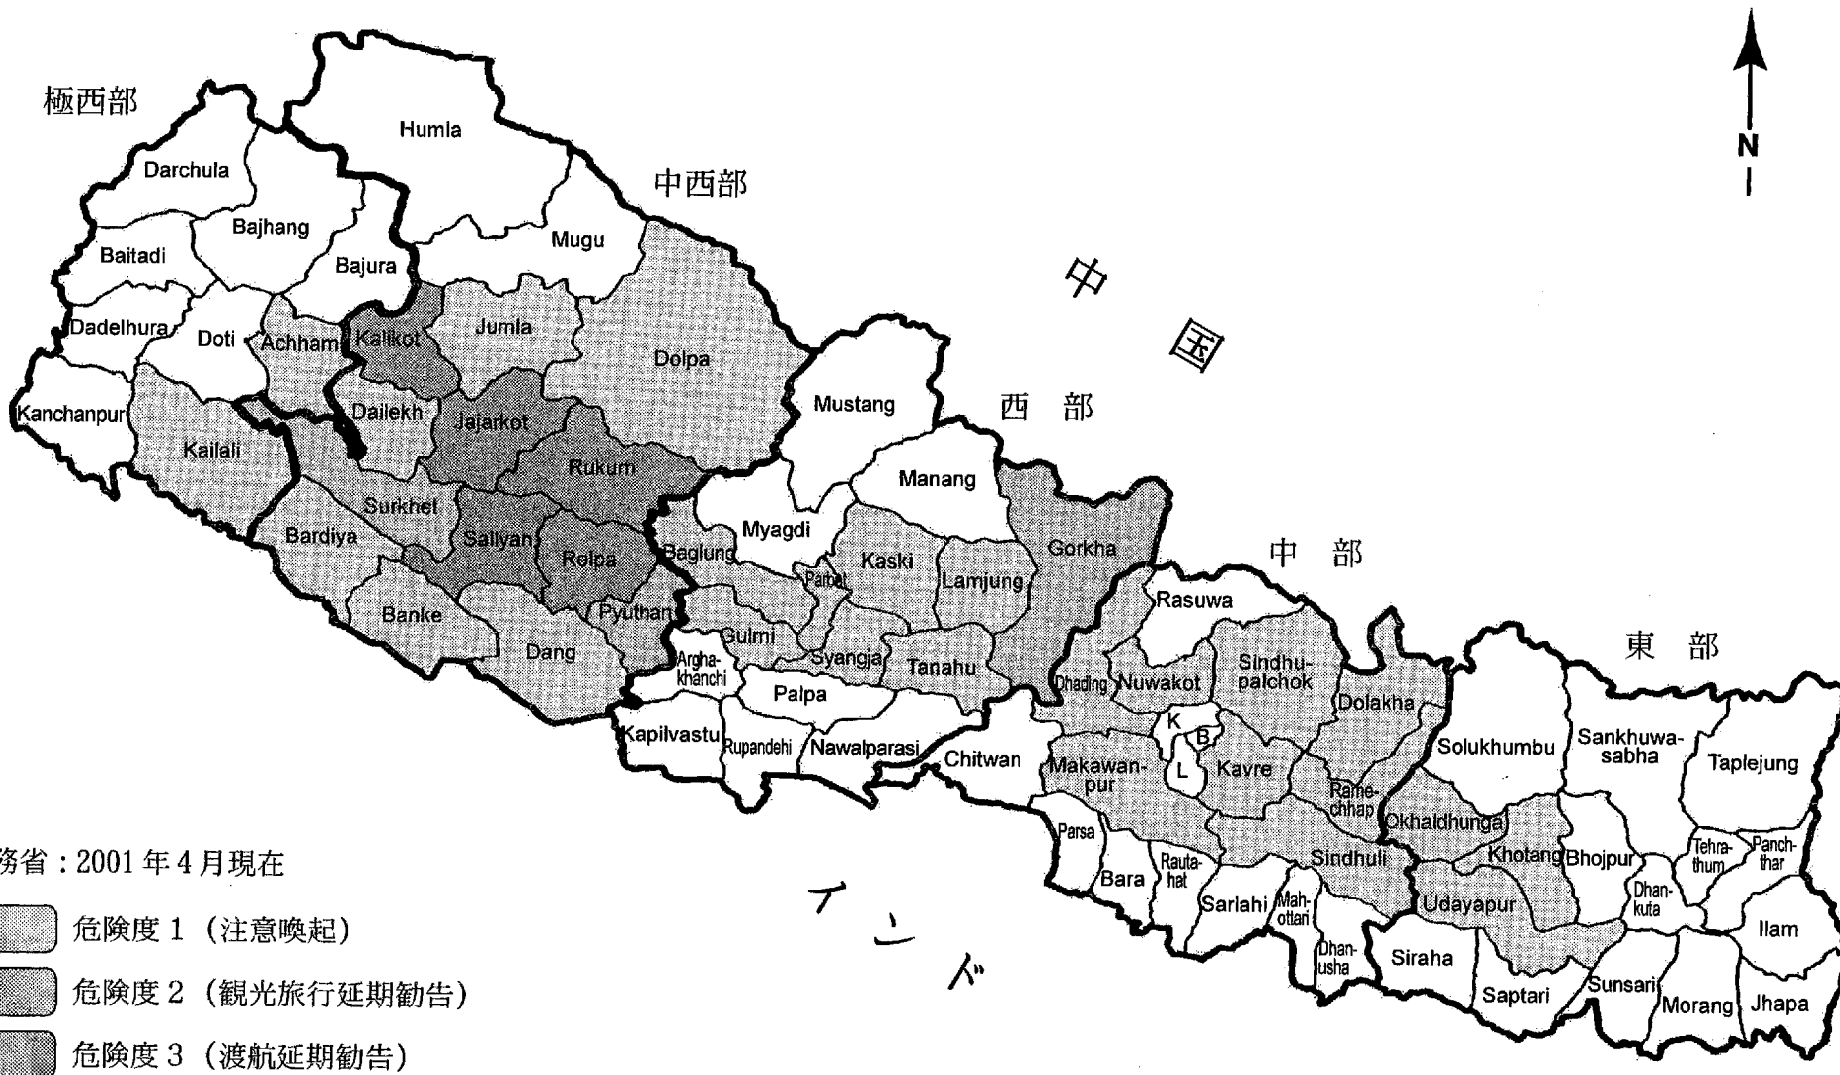 極西部
Humla
N
Darchula
中西部
Bajhang
Mugu
Baitadi
Bajura
中国
Dadelhura
Doti
Achham
Kalikot
Jumla
Dolpa
Kanchanpur
Dailekh
Jajarkot
Mustang
西 部
Kailali
Rukum
Manang
Surkhet
Bardiya
Sallyan
Rolpa
Baglung
Myagdi
Parbat
Kaski
Lamjung
Gorkha
中 部
Banke
Pyuthan
Rasuwa
Dang
Gulmi
Syangja
Tanahu
東 部
Argha-
khanchi
Palpa
Dhading
Nuwakot
Sindhu-
palchok
Dolakha
Kapilvastu
Rupandehi
Nawalparasi
Chitwan
K
B
L
Makawan-
pur
Kavre
Rame-
chhap
Solukhumbu
Sankhuwa-
sabha
Taplejung
Okhaldhunga
Parsa
Bara
Rauta-
hat
Sindhuli
Khotang
Bhojpur
Tehra-
thum
Panch-
thar
Sarlahi
Mah-
ottari
Dhan-
usha
Udayapur
Dhan-
kuta
Ilam
Siraha
Saptari
Sunsari
Morang
Jhapa
インド
務省：2001年4月現在
危険度1（注意喚起）
危険度2（観光旅行延期勧告）
危険度3（渡航延期勧告）